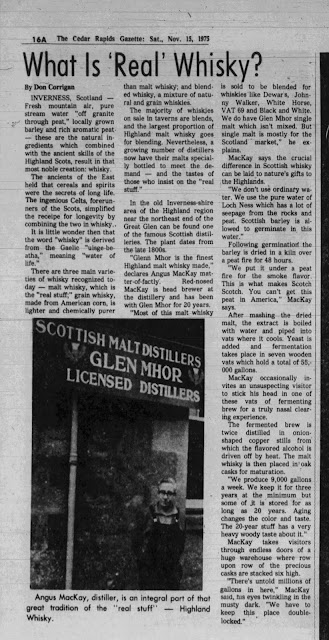 16A The Cedar Rapids Gazette: Sat., Nov. 15, 1975
What Is 'Real' Whisky?
By Don Corrigan
INVERNESS, Scotland —
Fresh mountain air, pure
stream water "off granite
through peat," locally grown
barley and rich aromatic peat
— these are the natural in-
gredients which combined
with the ancient skills of the
Highland Scots, result in that
most noble creation: whisky.
The ancients of the East
held that cereals and spirits
were the secrets of long life.
The ingenious Celts, forerun-
ners of the Scots, simplified
the receipe for longevity by
combining the two in whisky.
It is little wonder then that
the word "whisky" is derived
from the Gaelic
meaning "water of
life."
There are three main varie-
ties of whisky recognized to-
day — malt whisky, which is
the "real stuff," grain whisky,
made from American corn, is
lighter and chemically purer
than malt whisky; and blend-
ed whisky, a mixture of natu-
ral and grain whiskies.
The majority of whiskies
on sale in taverns are blends,
and the largest proportion of
Highland malt whisky goes
for blending. Nevertheless, a
growing number of distillers
now have their malts special-
ly bottled to meet the de-
mand — and the tastes of
those who insist on the "real
stuff."
In the old Inverness-shire
area of the Highland region
near the northeast end of the
Great Glen can be found one
of the famous Scottish distil-
leries. The plant dates from
the late 1800s.
"Glenn Mhor is the finest
Highland malt whisky made,"
declares Angus MacKay mat-
ter-of-factly. Red-nosed
MacKay is head brewer at
the distillery and has been
with Glen Mhor for 20 years.
"Most of this malt whisky
is said to be blended for
whiskies like Dewar's, John-
ny Walker, White Horse,
VAT 69 and Black and White.
We do have Glen Mhor single
malt which isn't mixed. But
single malt is mostly for the
Scotland market," he ex-
plains.
MacKay says the crucial
difference in Scottish whisky
can be laid to nature's gifts to
the Highlands.
"We don't use ordinary wa-
ter. We use the pure water of
Loch Ness which has a lot of
seepage from the rocks and
peat. Scottish barley is al-
lowed to germinate in this
water."
Following germination the
barley is dried in a kiln over
a peat fire for 48 hours.
"We put it under a peat
fire for the smoke flavor.
This is what makes Scotch
Scotch. You can't get this
peat in America," MacKay
says.
After mashing the dried
malt, the extract is boiled
with water and piped into
vats where it cools. Yeast is
added and fermentation
takes place in seven wooden
vats which hold a total of 55,-
000 gallons.
MacKay occasionally in-
vites an unsuspecting visitor
to stick his head in one of
these vats of fermenting
brew for a truly nasal clear-
ing experience.
The fermented brew is
twice distilled in onion-
shaped copper stills from
which the flavored alcohol is
driven off by heat. The malt
whisky is then placed in oak
casks for maturation.
"We produce 9,000 gallons
a week. We keep it for three
years at the minimum but
some of it is stored for as
long as 20 years. Aging
changes the color and taste.
The 20-year stuff has a very
heavy woody taste about it."
MacKay takes visitors
through endless doors of a
huge warehouse where row
upon row of the precious
casks are stacked six high.
"There's untold millions of
gallons in here," MacKay
said, his eyes twinkling in the
musty dark. "We have to
keep this place double-
locked."
SCOTTISH MALT DISTILLERS
GLEN MHOR
LICENSED DISTILLERS
Angus MacKay, distiller, is an integral part of that
great tradition of the "real stuff" — Highland
Whisky.